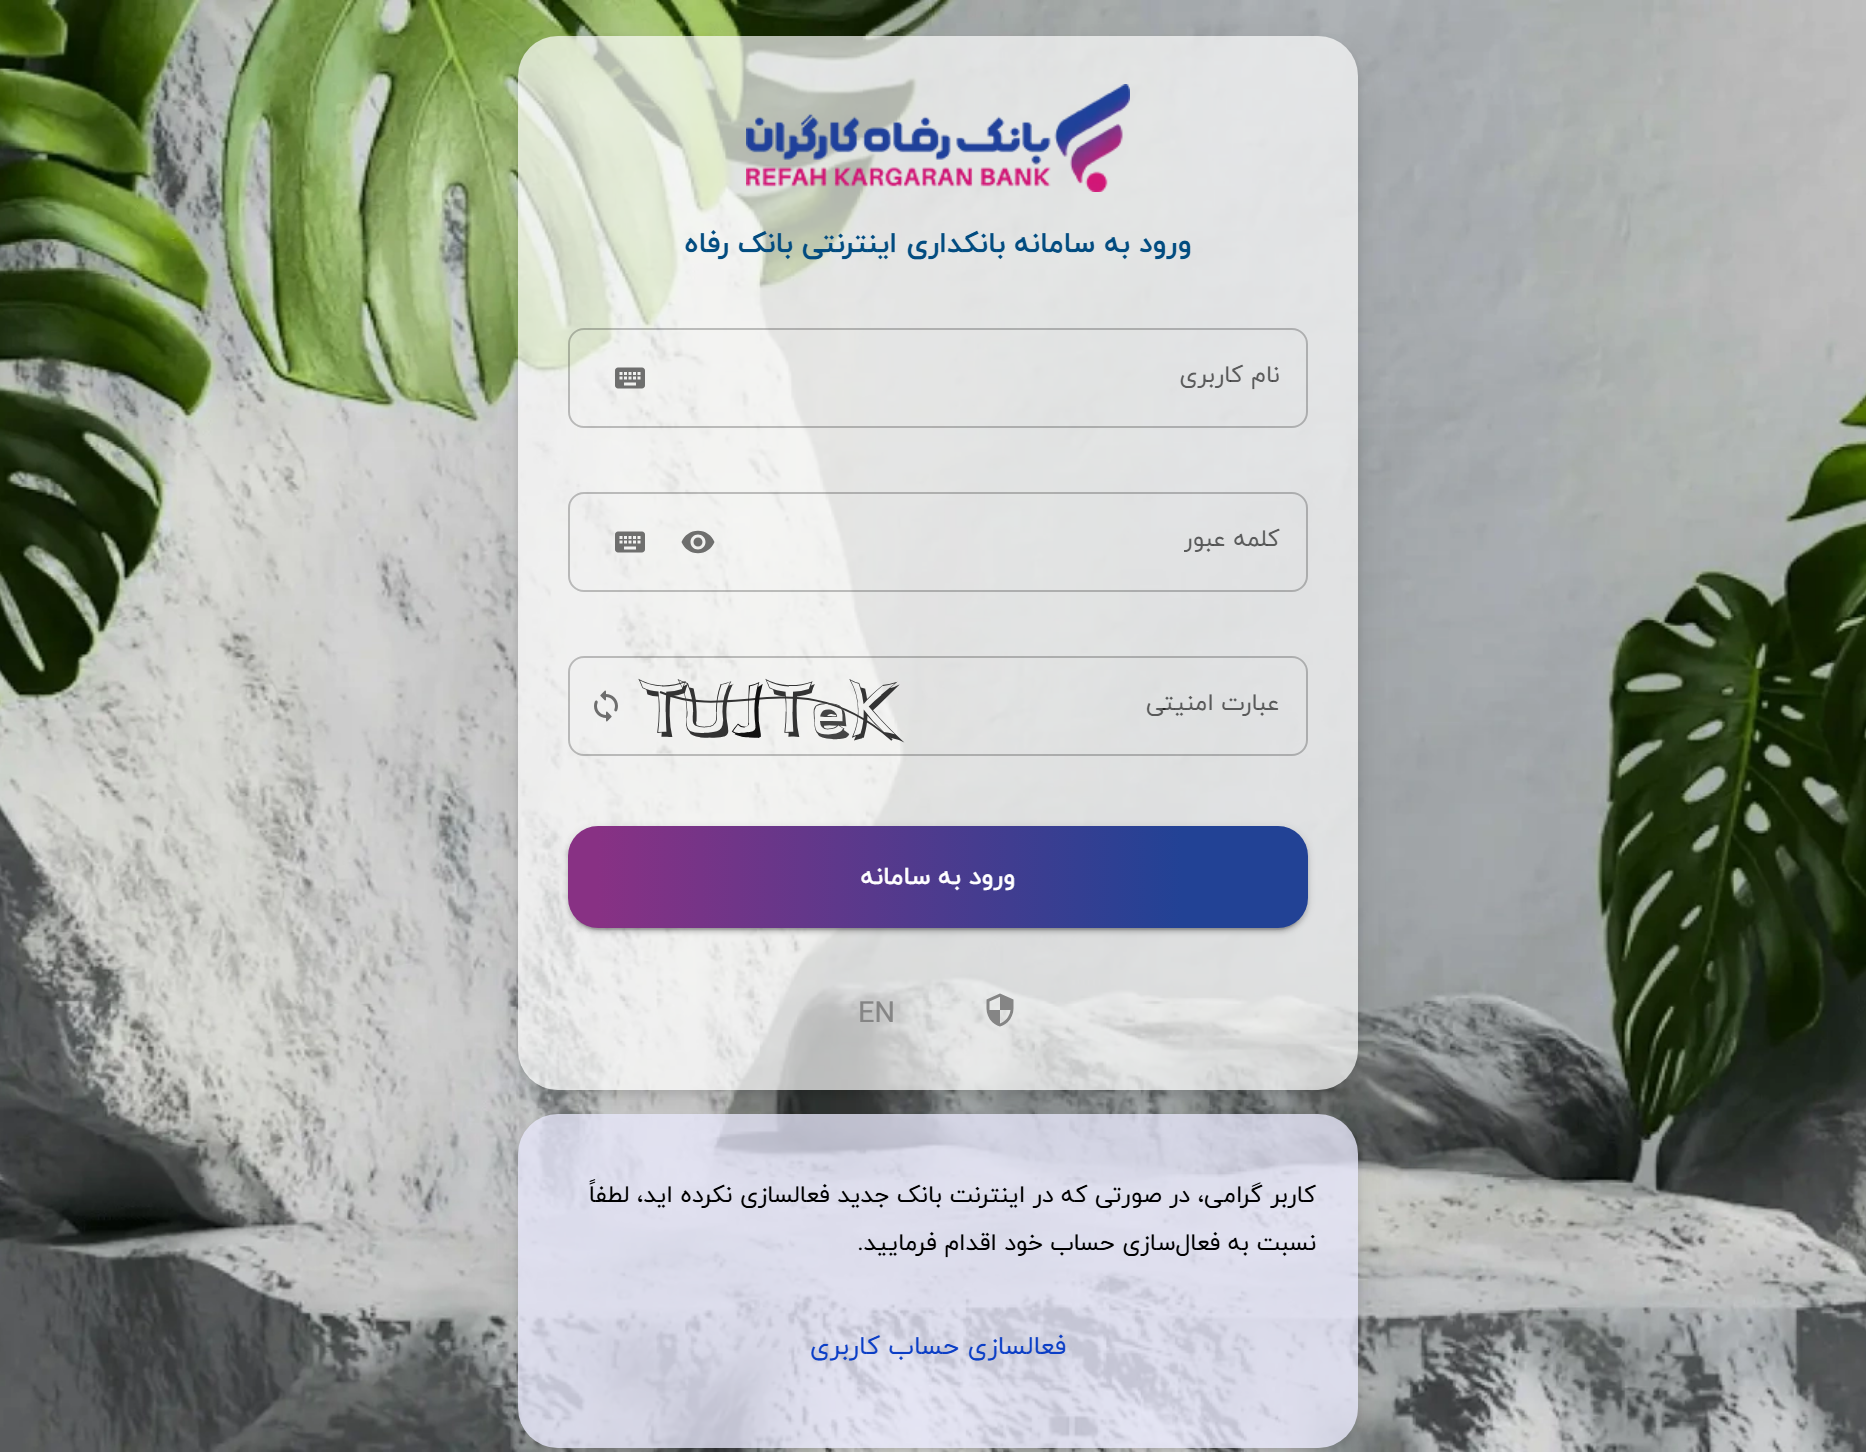 بانک رفاه کارگران
REFAH KARGARAN BANK
ورود به سامانه بانکداری اینترنتی بانک رفاه
نام کاربری
کلمه عبور
عبارت امنیتی
ورود به سامانه
EN
کاربر گرامی، در صورتی که در اینترنت بانک جدید فعالسازی نکرده اید، لطفاً
نسبت به فعال‌سازی حساب خود اقدام فرمایید.
فعالسازی حساب کاربری